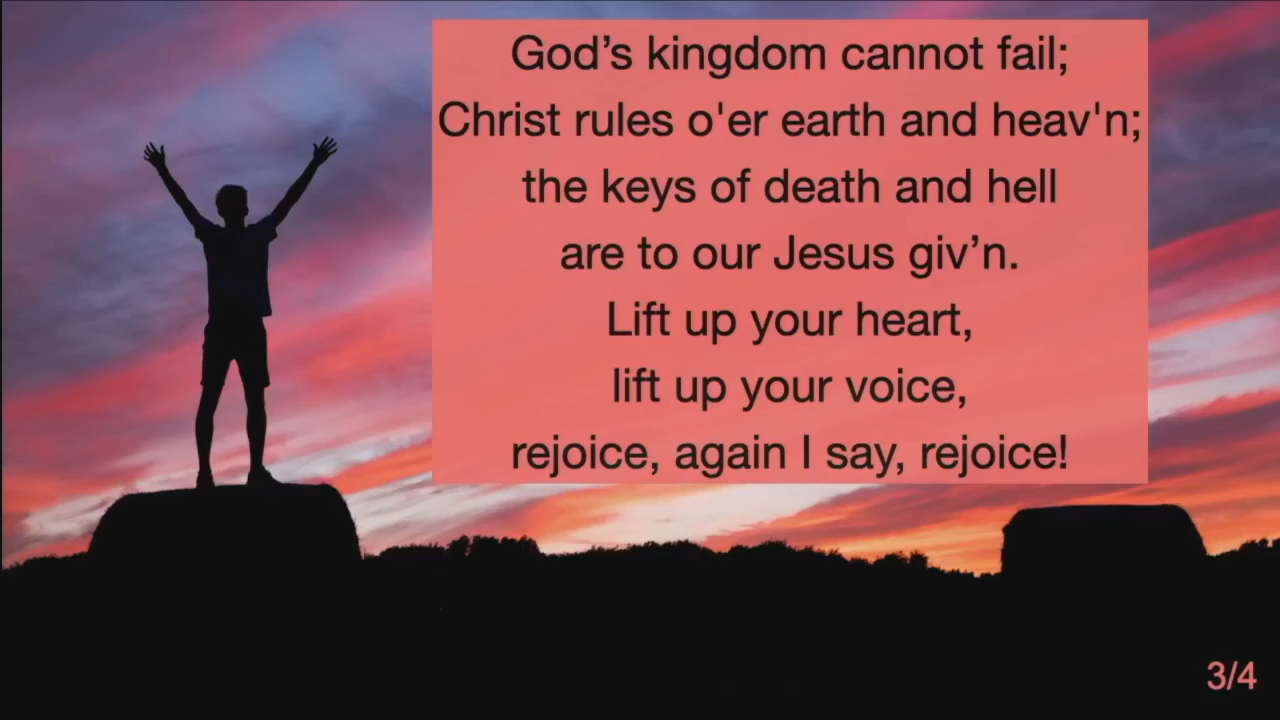 God’s kingdom cannot fail;
Christ rules o'er earth and heav'n;
the keys of death and hell
are to our Jesus giv’n.
Lift up your heart,
lift up your voice,
rejoice, again I say, rejoice!
3/4